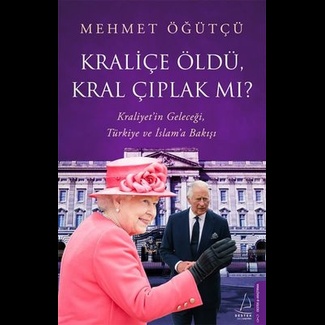 MEHMET ÖĞÜTÇÜ
KRALİÇE ÖLDÜ,
KRAL ÇIPLAK MI?
Kraliyet'in Geleceği,
Türkiye ve İslam'a Bakışı
DESTEK